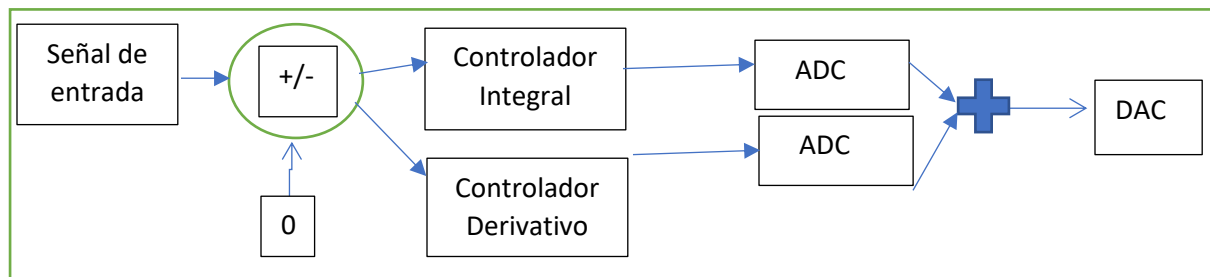 Señal de
entrada
+/-
Controlador
Integral
ADC
DAC
ADC
Controlador
Derivativo
0